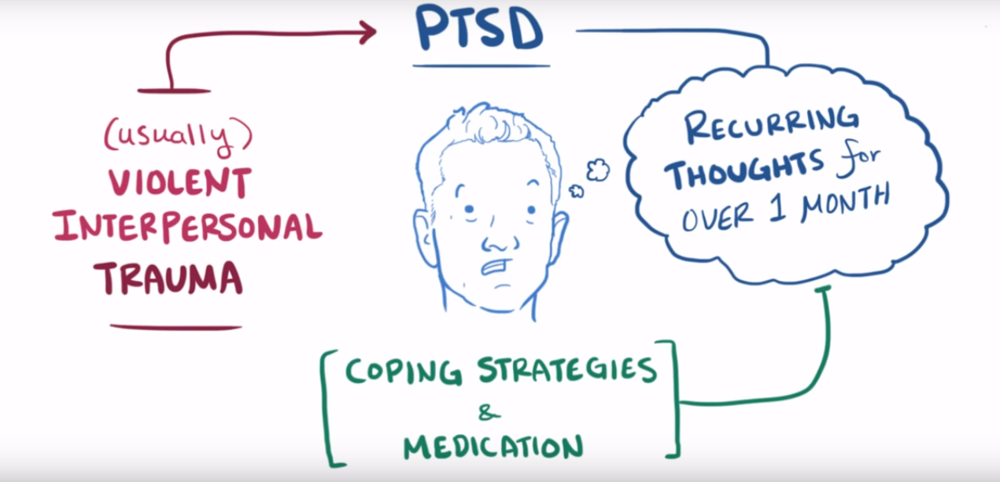 PTSD
(usually)
VIOLENT
INTERPERSONAL
TRAUMA
RECURRING
THOUGHTS for
OVER 1 MONTH
COPING STRATEGIES
&
MEDICATION